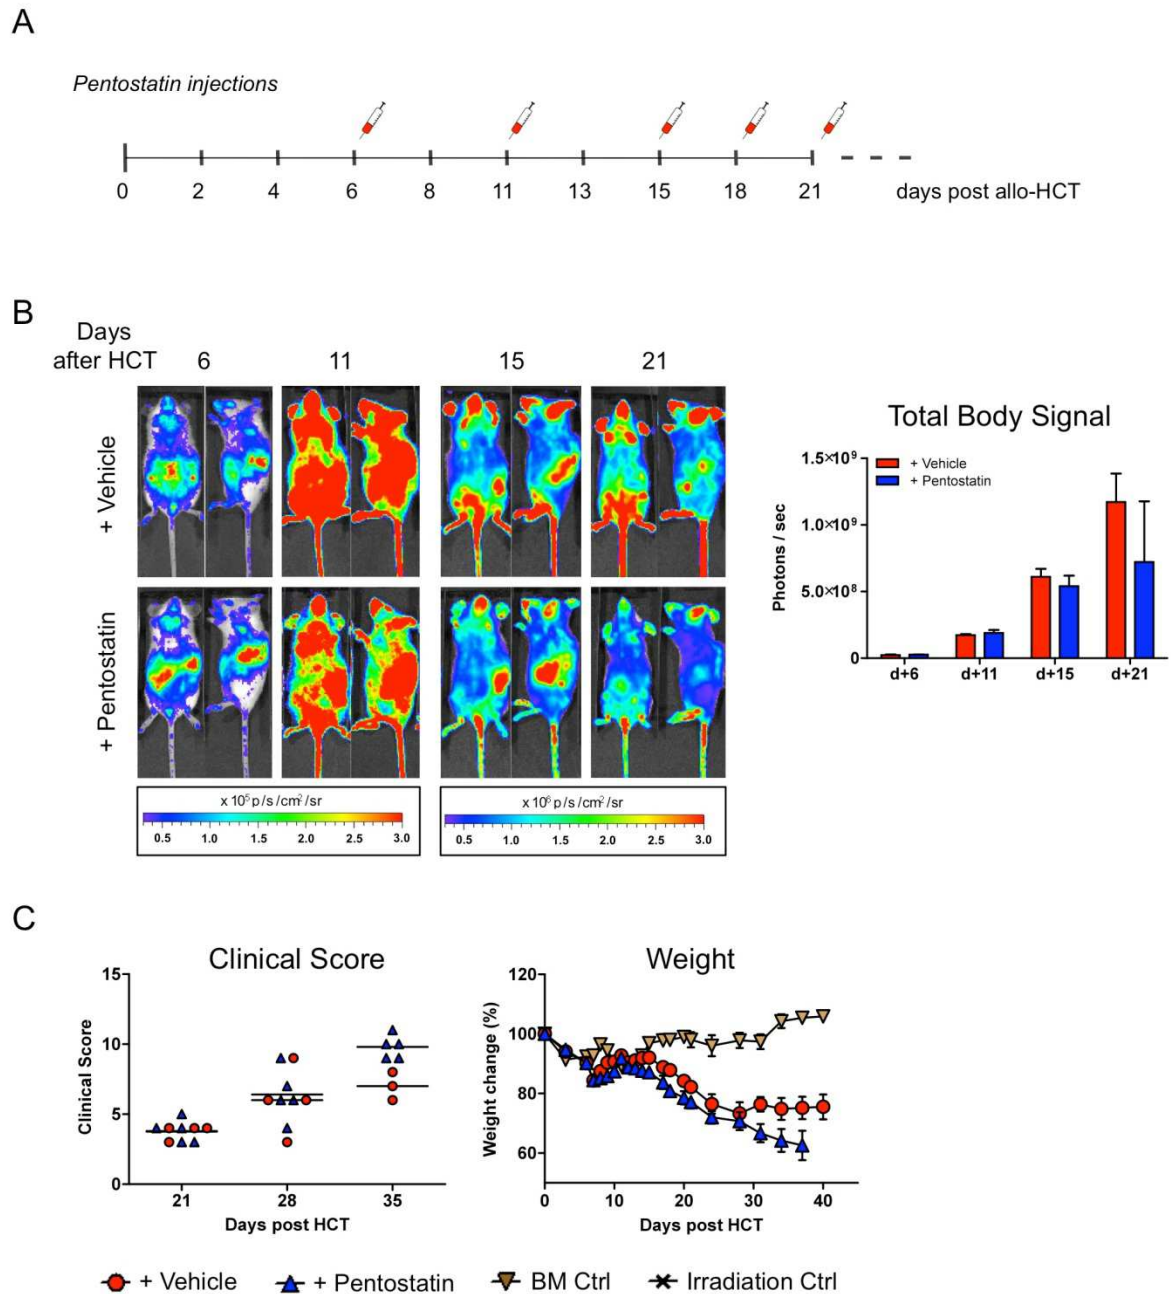 A
Pentostatin injections
0 2 4 6 8 11 13 15 18 21 days post allo-HCT
B
Days
after HCT 6 11 15 21
+ Vehicle
+ Pentostatin
x 10⁵ p/s/cm²/sr
0.5 1.0 1.5 2.0 2.5 3.0
x 10⁶ p/s/cm²/sr
0.5 1.0 1.5 2.0 2.5 3.0
Total Body Signal
+ Vehicle
+ Pentostatin
Photons / sec
1.5×10⁹
1.0×10⁹
5.0×10⁸
0
d+6 d+11 d+15 d+21
C
Clinical Score
Clinical Score
15
10
5
0
21 28 35
Days post HCT
Weight
Weight change (%)
120
100
80
60
0 10 20 30 40
Days post HCT
+ Vehicle + Pentostatin BM Ctrl Irradiation Ctrl